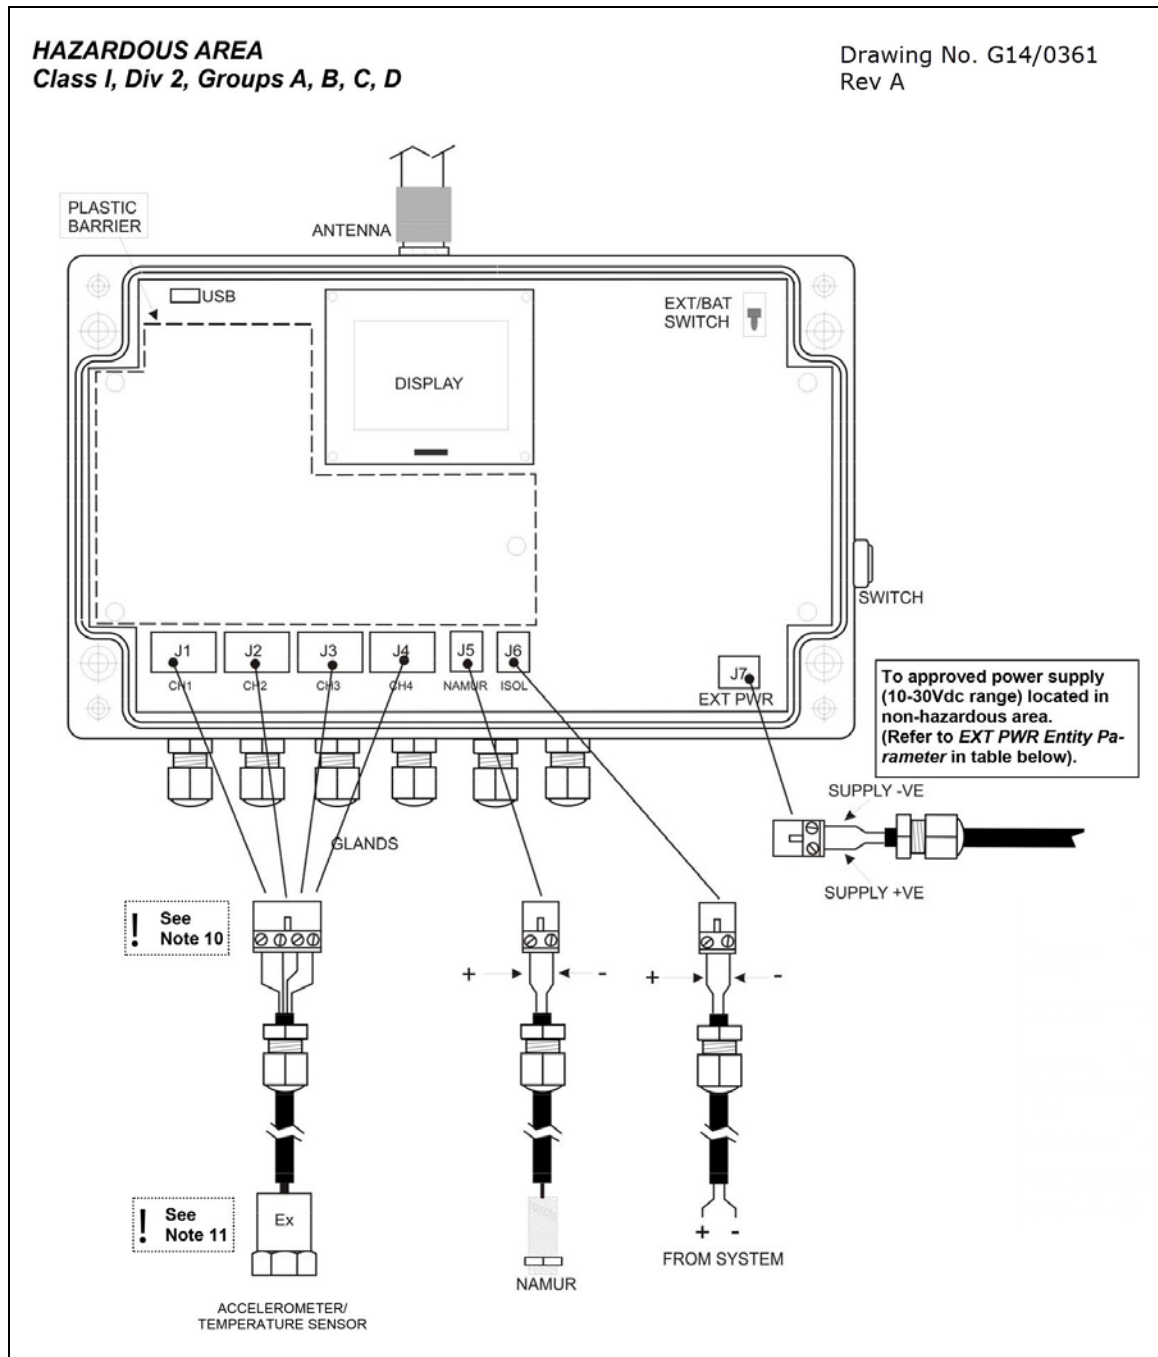 HAZARDOUS AREA
Class I, Div 2, Groups A, B, C, D
Drawing No. G14/0361
Rev A
PLASTIC
BARRIER
ANTENNA
USB
EXT/BAT
SWITCH
DISPLAY
SWITCH
J1
J2
J3
J4
J5
J6
J7
CH1
CH2
CH3
CH4
NAMUR
ISOL
EXT PWR
To approved power supply
(10-30Vdc range) located in
non-hazardous area.
(Refer to EXT PWR Entity Pa-
rameter in table below).
SUPPLY -VE
SUPPLY +VE
GLANDS
! See
Note 10
+ -
+ -
! See
Note 11
Ex
+ -
FROM SYSTEM
NAMUR
ACCELEROMETER/
TEMPERATURE SENSOR